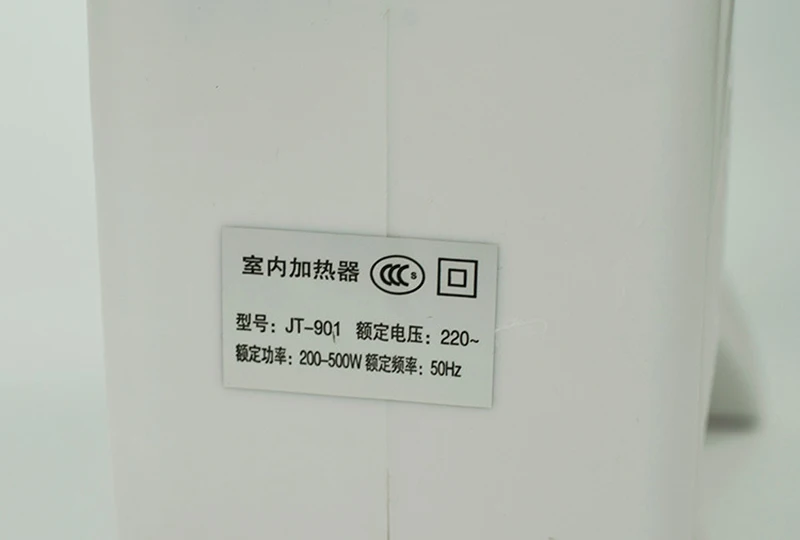 室内加热器 CCC S
型号：JT-901 额定电压：220~
额定功率：200-500W 额定频率：50Hz